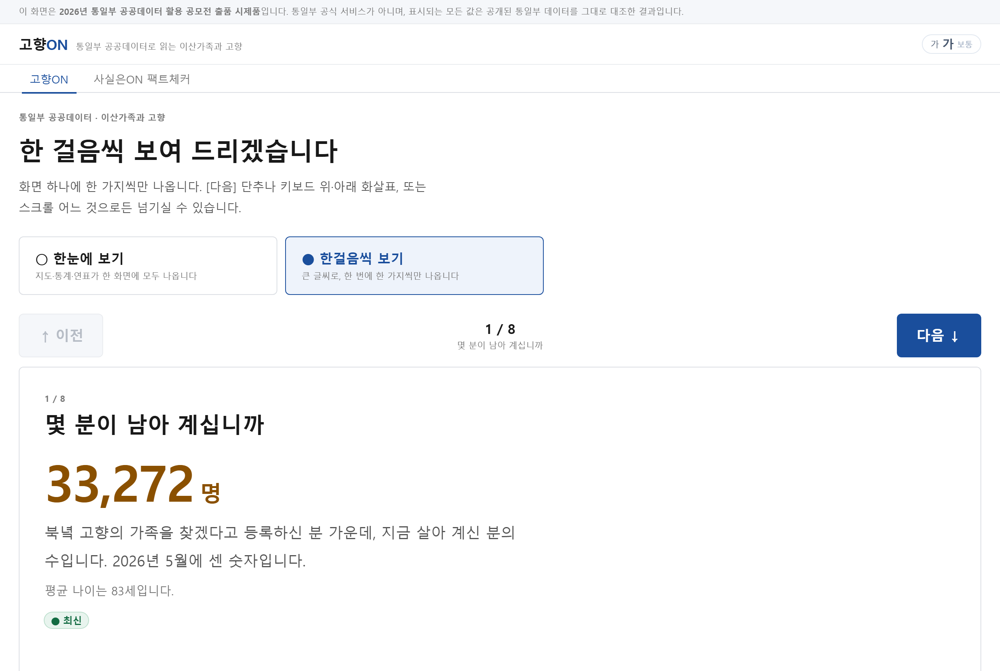 이 화면은 2026년 통일부 공공데이터 활용 공모전 출품 시제품입니다. 통일부 공식 서비스가 아니며, 표시되는 모든 값은 공개된 통일부 데이터를 그대로 대조한 결과입니다.
고향ON 통일부 공공데이터로 읽는 이산가족과 고향
가 가 보통
고향ON 사실은ON 팩트체커
통일부 공공데이터 · 이산가족과 고향
한 걸음씩 보여 드리겠습니다
화면 하나에 한 가지씩만 나옵니다. [다음] 단추나 키보드 위·아래 화살표, 또는
스크롤 어느 것으로든 넘기실 수 있습니다.
○ 한눈에 보기
지도·통계·연표가 한 화면에 모두 나옵니다
● 한걸음씩 보기
큰 글씨로, 한 번에 한 가지씩만 나옵니다
↑ 이전
1 / 8
몇 분이 남아 계십니까
다음 ↓
1 / 8
몇 분이 남아 계십니까
33,272 명
북녘 고향의 가족을 찾겠다고 등록하신 분 가운데, 지금 살아 계신 분의
수입니다. 2026년 5월에 센 숫자입니다.
평균 나이는 83세입니다.
● 최신